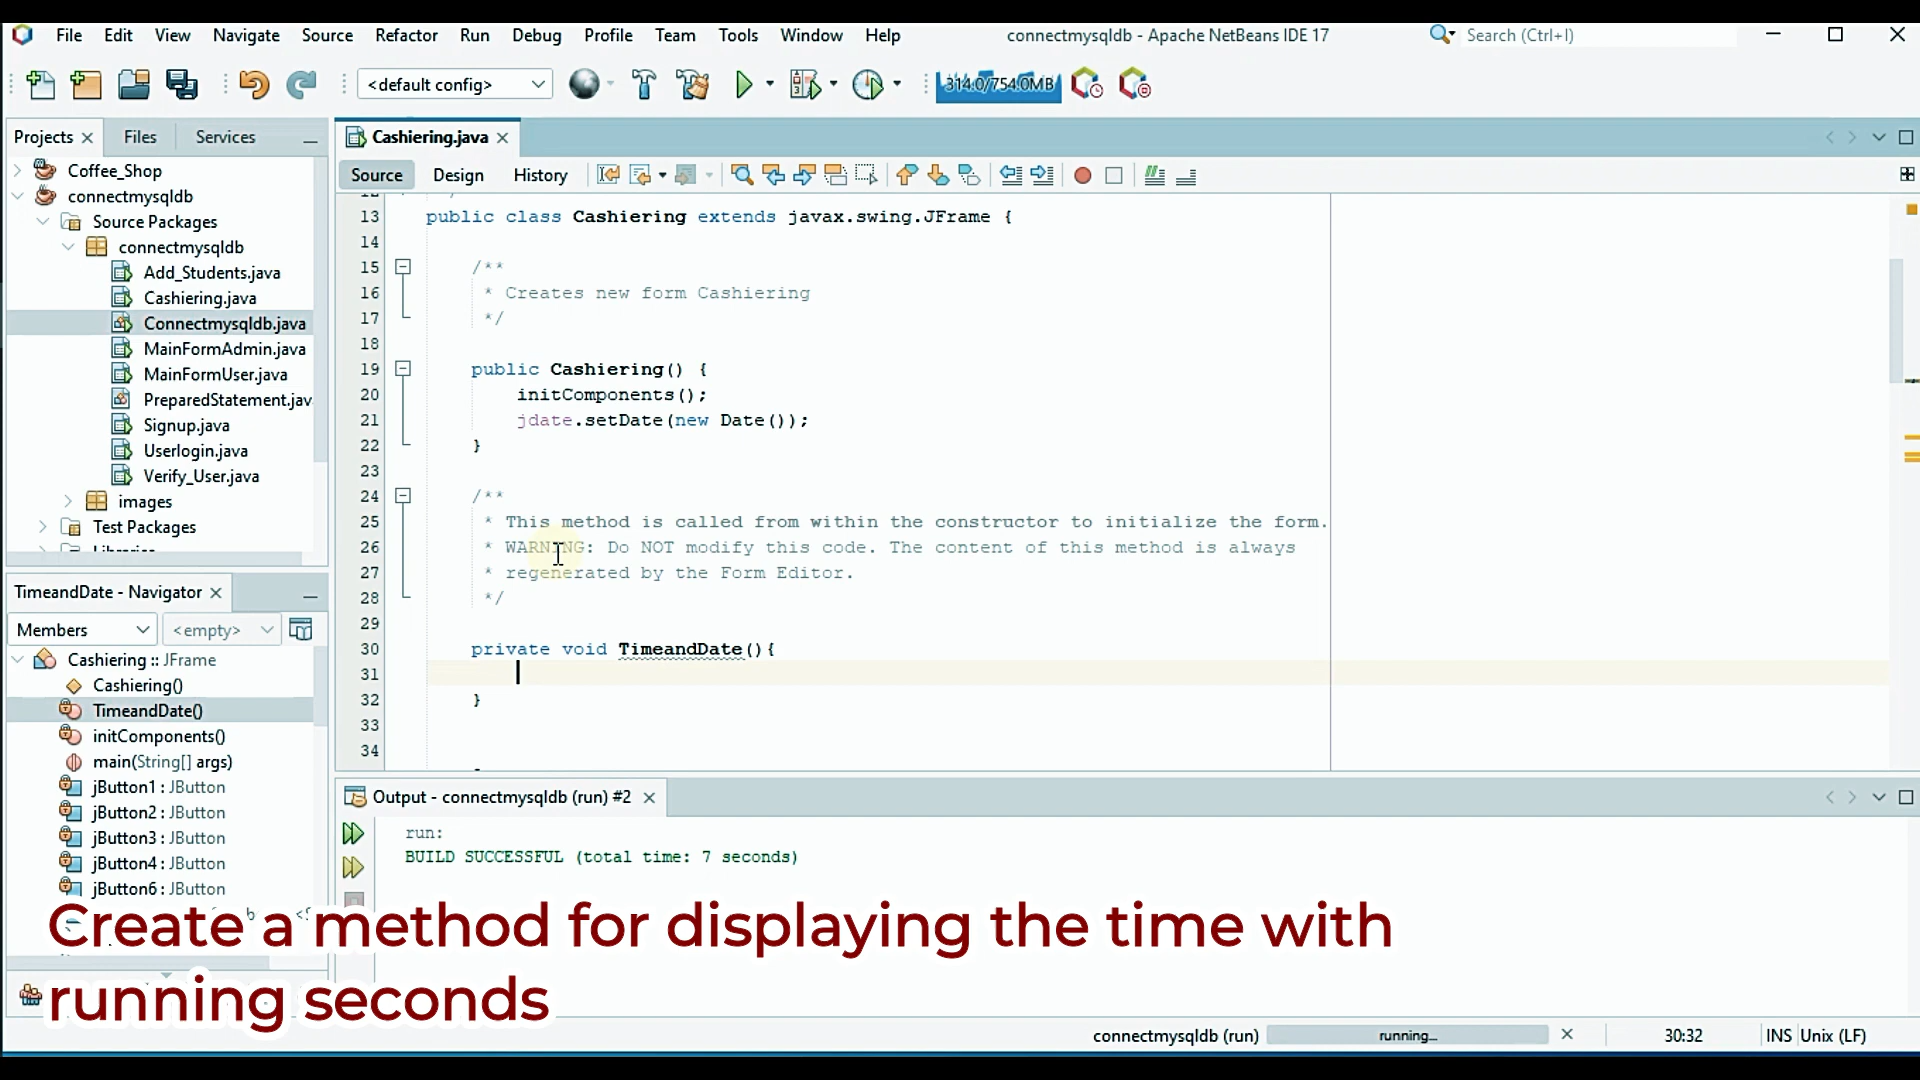 File Edit View Navigate Source Refactor Run Debug Profile Team Tools Window Help
connectmysqldb - Apache NetBeans IDE 17
Search (Ctrl+I)
<default config>
314.0/754.0MB
Projects Files Services
Coffee_Shop
connectmysqldb
Source Packages
connectmysqldb
Add_Students.java
Cashiering.java
Connectmysqldb.java
MainFormAdmin.java
MainFormUser.java
PreparedStatement.jav
Signup.java
Userlogin.java
Verify_User.java
images
Test Packages
TimeandDate - Navigator
Members <empty>
Cashiering :: JFrame
Cashiering()
TimeandDate()
initComponents()
main(String[] args)
jButton1 : JButton
jButton2 : JButton
jButton3 : JButton
jButton4 : JButton
jButton6 : JButton
Cashiering.java
Source Design History
13 public class Cashiering extends javax.swing.JFrame {
14
15 /**
16 * Creates new form Cashiering
17 */
18
19 public Cashiering() {
20 initComponents();
21 jdate.setDate(new Date());
22 }
23
24 /**
25 * This method is called from within the constructor to initialize the form.
26 * WARNING: Do NOT modify this code. The content of this method is always
27 * regenerated by the Form Editor.
28 */
29
30 private void TimeandDate(){
31
32 }
33
34
Output - connectmysqldb (run) #2
run:
BUILD SUCCESSFUL (total time: 7 seconds)
Create a method for displaying the time with
running seconds
connectmysqldb (run) running... 30:32 INS Unix (LF)